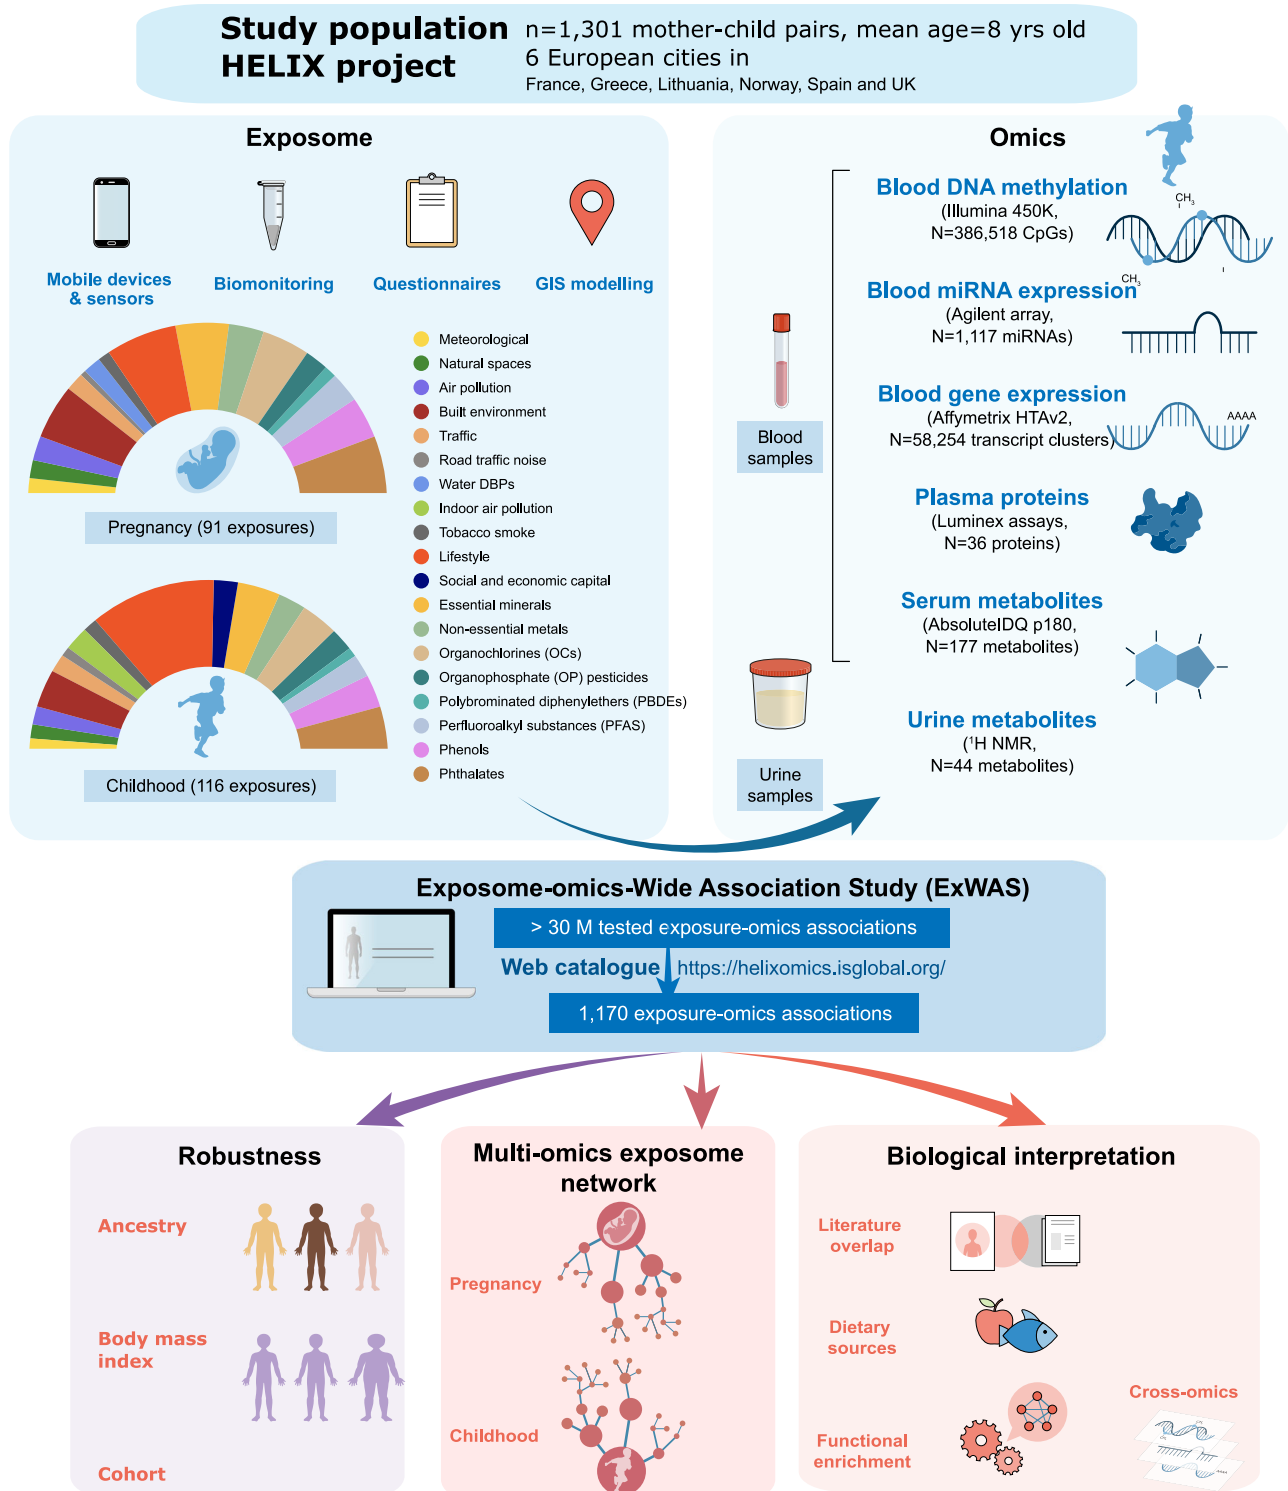 Study population
HELIX project
n=1,301 mother-child pairs, mean age=8 yrs old
6 European cities in
France, Greece, Lithuania, Norway, Spain and UK
Exposome
Mobile devices
& sensors
Biomonitoring
Questionnaires
GIS modelling
Meteorological
Natural spaces
Air pollution
Built environment
Traffic
Road traffic noise
Water DBPs
Indoor air pollution
Tobacco smoke
Lifestyle
Social and economic capital
Essential minerals
Non-essential metals
Organochlorines (OCs)
Organophosphate (OP) pesticides
Polybrominated diphenylethers (PBDEs)
Perfluoroalkyl substances (PFAS)
Phenols
Phthalates
Pregnancy (91 exposures)
Childhood (116 exposures)
Omics
Blood DNA methylation
(Illumina 450K,
N=386,518 CpGs)
CH3
CH3
Blood miRNA expression
(Agilent array,
N=1,117 miRNAs)
Blood gene expression
(Affymetrix HTAv2,
N=58,254 transcript clusters)
AAAA
Plasma proteins
(Luminex assays,
N=36 proteins)
Serum metabolites
(AbsoluteIDQ p180,
N=177 metabolites)
Urine metabolites
(¹H NMR,
N=44 metabolites)
Blood
samples
Urine
samples
Exposome-omics-Wide Association Study (ExWAS)
> 30 M tested exposure-omics associations
Web catalogue https://helixomics.isglobal.org/
1,170 exposure-omics associations
Robustness
Ancestry
Body mass
index
Cohort
Multi-omics exposome
network
Pregnancy
Childhood
Biological interpretation
Literature
overlap
Dietary
sources
Functional
enrichment
Cross-omics
AAAA